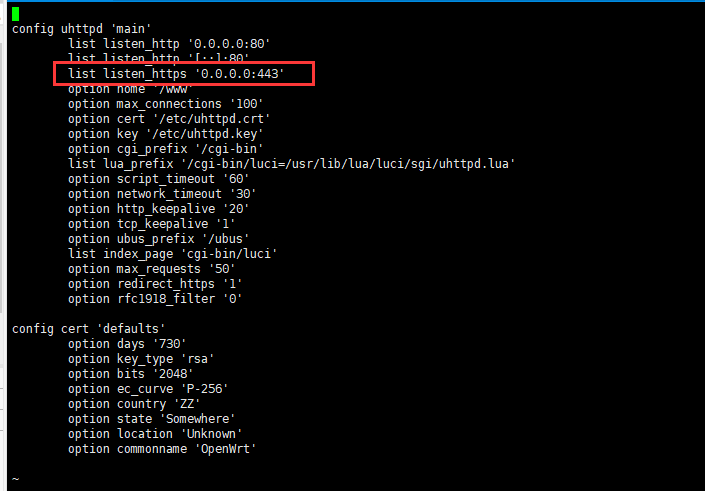 config uhttpd 'main'
list listen_http '0.0.0.0:80'
list listen_http '[::]:80'
list listen_https '0.0.0.0:443'
option home '/www'
option max_connections '100'
option cert '/etc/uhttpd.crt'
option key '/etc/uhttpd.key'
option cgi_prefix '/cgi-bin'
list lua_prefix '/cgi-bin/luci=/usr/lib/lua/luci/sgi/uhttpd.lua'
option script_timeout '60'
option network_timeout '30'
option http_keepalive '20'
option tcp_keepalive '1'
option ubus_prefix '/ubus'
list index_page 'cgi-bin/luci'
option max_requests '50'
option redirect_https '1'
option rfc1918_filter '0'
config cert 'defaults'
option days '730'
option key_type 'rsa'
option bits '2048'
option ec_curve 'P-256'
option country 'ZZ'
option state 'Somewhere'
option location 'Unknown'
option commonname 'OpenWrt'
~